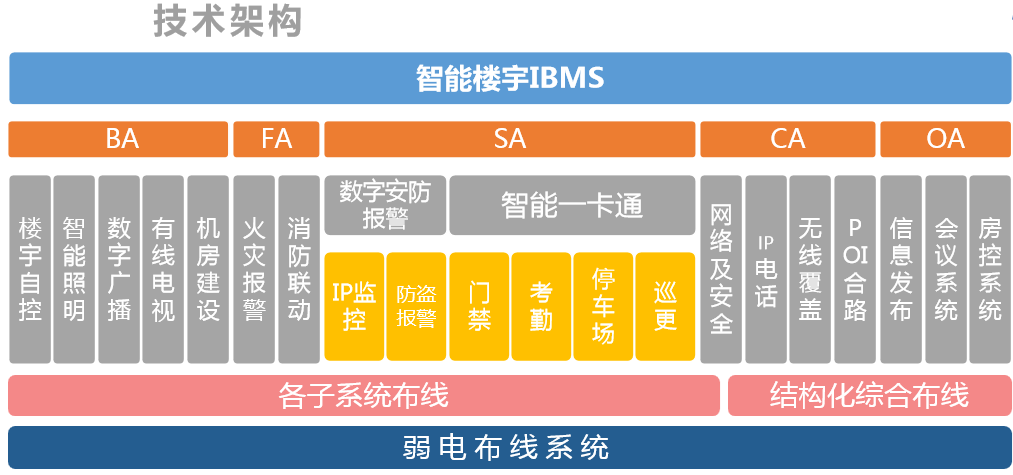 技术架构
智能楼宇IBMS
BA
FA
SA
CA
OA
楼宇自控
智能照明
数字广播
有线电视
机房建设
火灾报警
消防联动
数字安防
报警
智能一卡通
IP监
控
防盗
报警
门禁
考勤
停车场
巡更
网络及安全
IP
电话
无线覆盖
POI合路
信息发布
会议系统
房控系统
各子系统布线
结构化综合布线
弱电布线系统